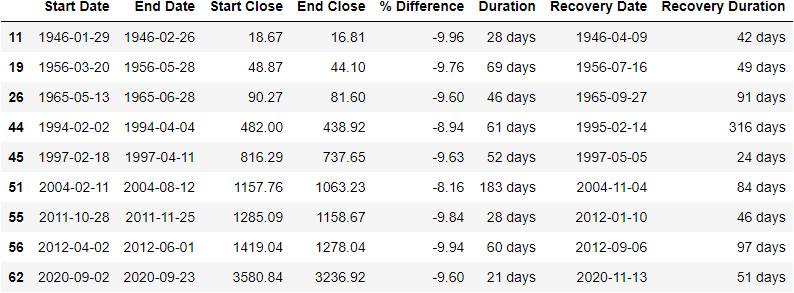 Start Date End Date Start Close End Close % Difference Duration Recovery Date Recovery Duration
11 1946-01-29 1946-02-26 18.67 16.81 -9.96 28 days 1946-04-09 42 days
19 1956-03-20 1956-05-28 48.87 44.10 -9.76 69 days 1956-07-16 49 days
26 1965-05-13 1965-06-28 90.27 81.60 -9.60 46 days 1965-09-27 91 days
44 1994-02-02 1994-04-04 482.00 438.92 -8.94 61 days 1995-02-14 316 days
45 1997-02-18 1997-04-11 816.29 737.65 -9.63 52 days 1997-05-05 24 days
51 2004-02-11 2004-08-12 1157.76 1063.23 -8.16 183 days 2004-11-04 84 days
55 2011-10-28 2011-11-25 1285.09 1158.67 -9.84 28 days 2012-01-10 46 days
56 2012-04-02 2012-06-01 1419.04 1278.04 -9.94 60 days 2012-09-06 97 days
62 2020-09-02 2020-09-23 3580.84 3236.92 -9.60 21 days 2020-11-13 51 days